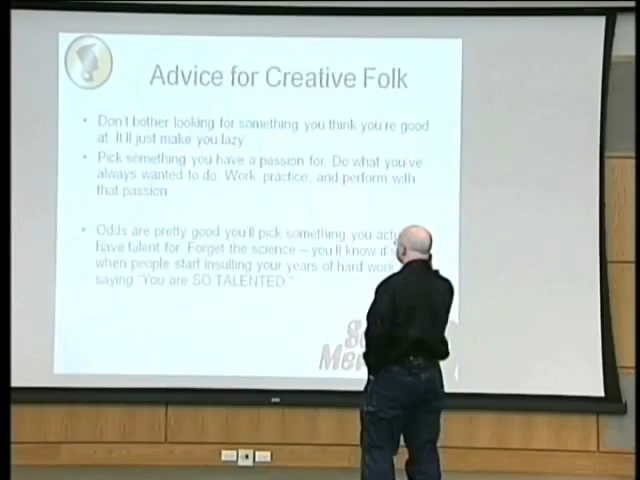 Advice for Creative Folk
• Don't bother looking for something you think you're good
at. It'll just make you lazy.
• Pick something you have a passion for. Do what you've
always wanted to do. Work, practice, and perform with
that passion.
• Odds are pretty good you'll pick something you
have talent for. Forget the science – you'll know it
when people start insulting your years of hard work
saying "You are SO TALENTED."